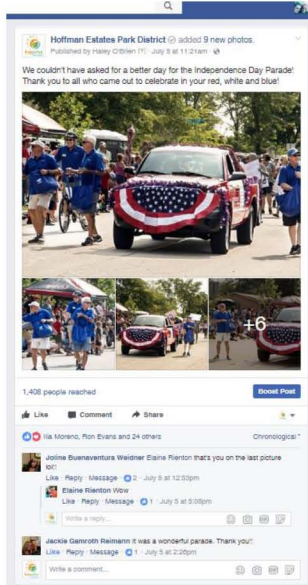 Hoffman Estates Park District added 9 new photos.
Published by Haley O'Brien [?] · July 5 at 11:21am ·
We couldn't have asked for a better day for the Independence Day Parade!
Thank you to all who came out to celebrate in your red, white and blue!
+6
1,408 people reached
Boost Post
Like Comment Share
Ilia Moreno, Ron Evans and 24 others
Chronological
Joline Buenaventura Weidner Elaine Rienton that's you on the last picture
lol!!
Like · Reply · Message · 2 · July 5 at 12:53pm
Elaine Rienton Wow
Like · Reply · Message · 1 · July 5 at 5:08pm
Write a reply...
Jackie Gamroth Reimann It was a wonderful parade. Thank you!!
Like · Reply · Message · 1 · July 5 at 2:26pm
Write a comment...